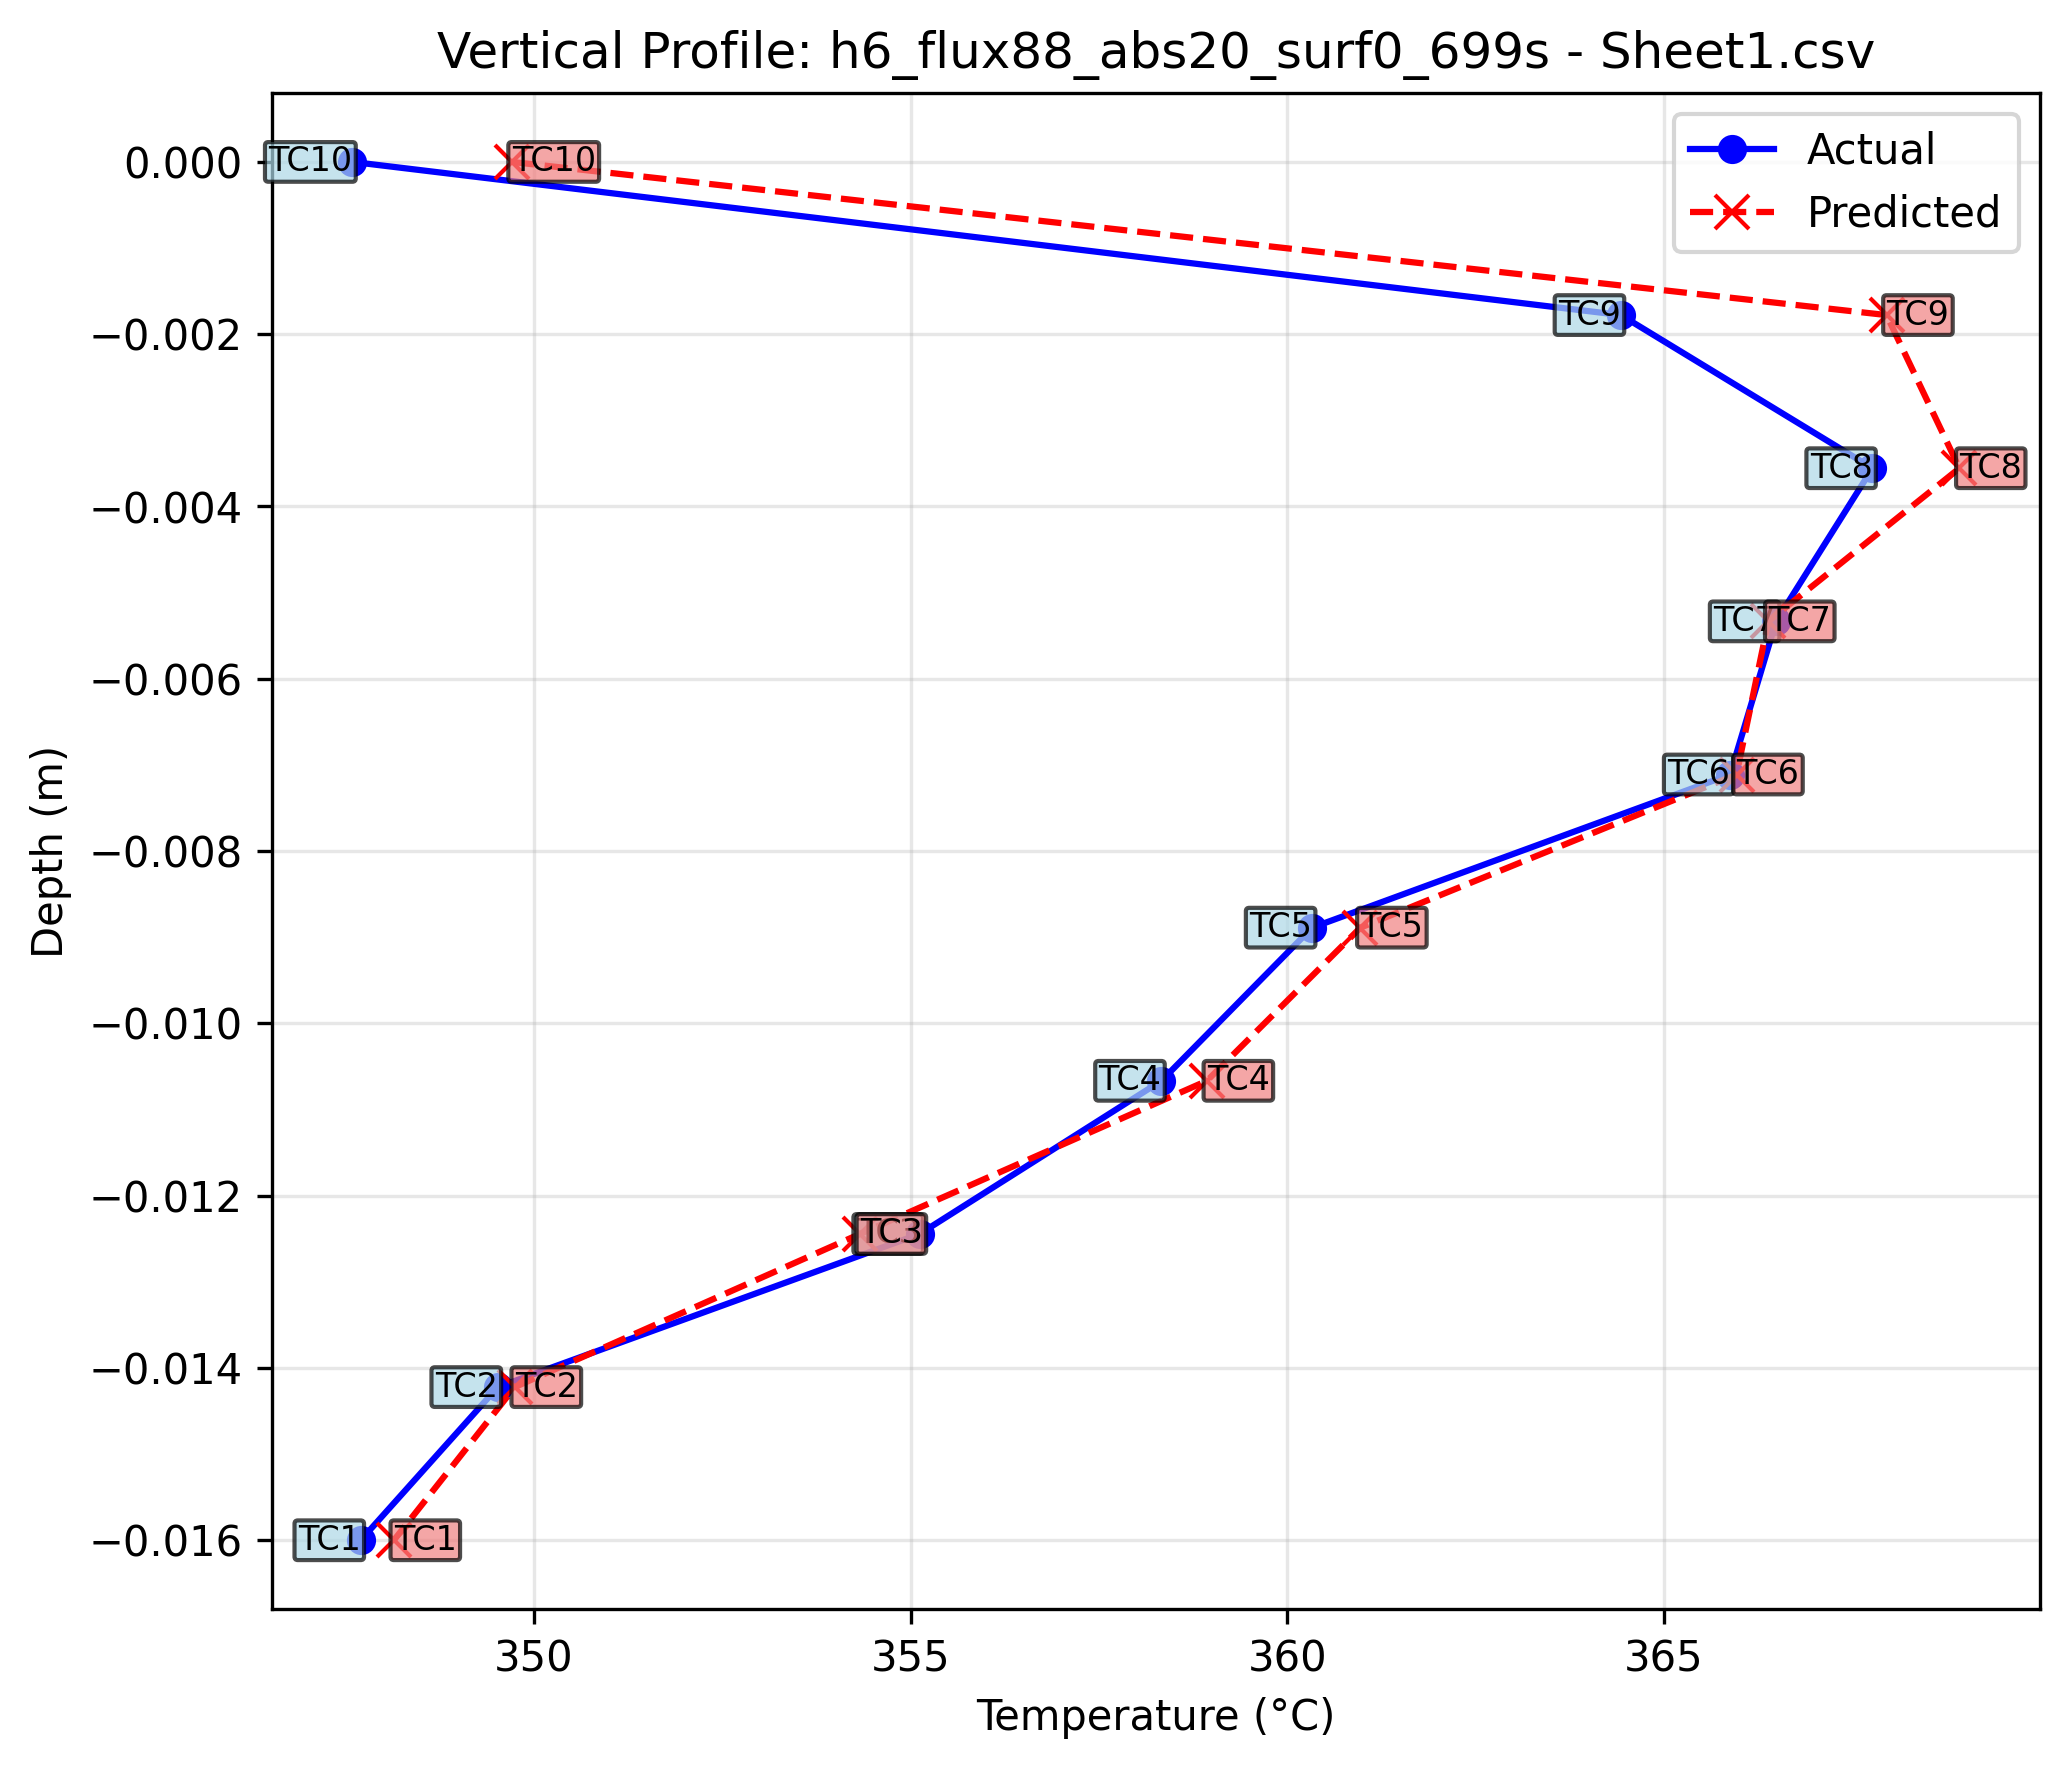 Vertical Profile: h6_flux88_abs20_surf0_699s - Sheet1.csv
Actual
Predicted
0.000
−0.002
−0.004
−0.006
−0.008
−0.010
−0.012
−0.014
−0.016
Depth (m)
TC10 TC10
TC9 TC9
TC8 TC8
TC7 TC7
TC6 TC6
TC5 TC5
TC4 TC4
TC3
TC2 TC2
TC1 TC1
350 355 360 365
Temperature (°C)